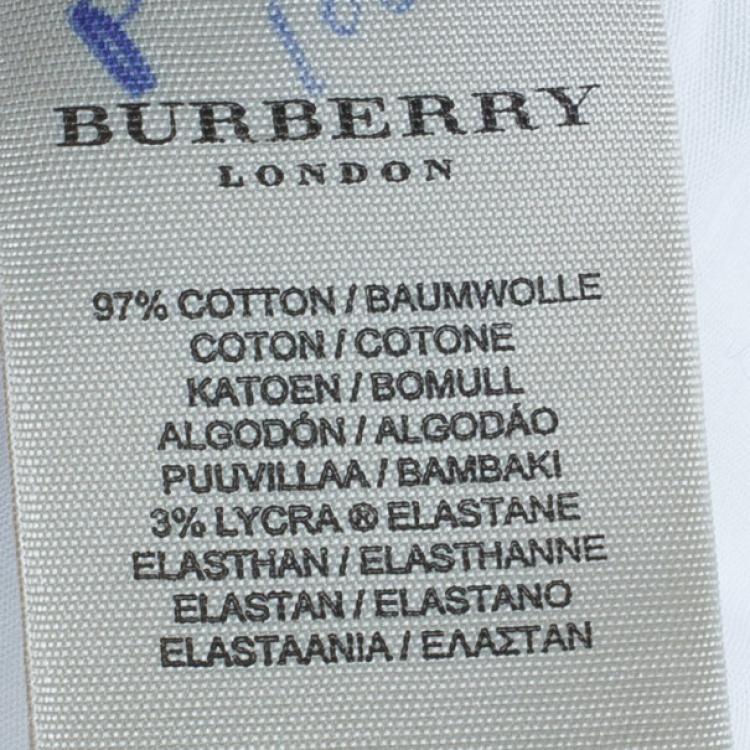 BURBERRY
LONDON
97% COTTON / BAUMWOLLE
COTON / COTONE
KATOEN / BOMULL
ALGODÓN / ALGODÁO
PUUVILLAA / BAMBAKI
3% LYCRA ® ELASTANE
ELASTHAN / ELASTHANNE
ELASTAN / ELASTANO
ELASTAANIA / ΕΛΑΣΤΑΝ